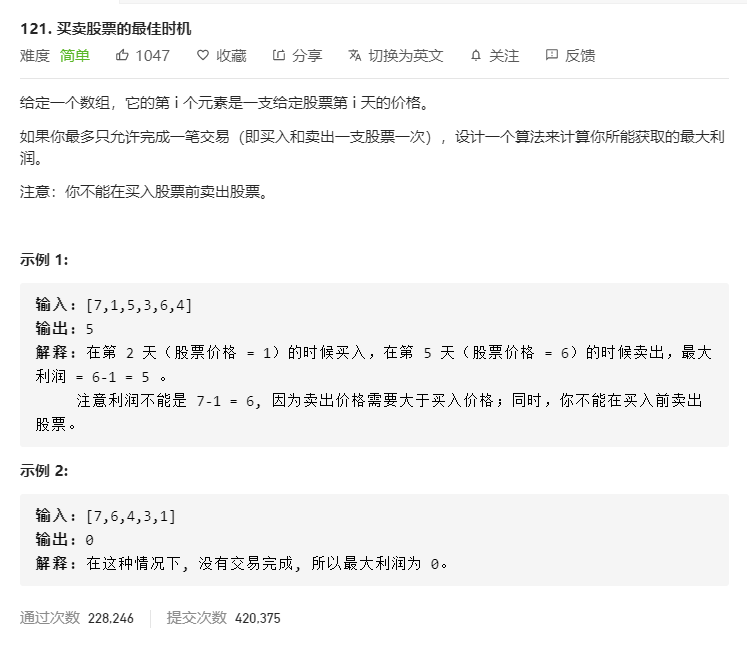 121. 买卖股票的最佳时机
难度 简单 1047 收藏 分享 切换为英文 关注 反馈
给定一个数组，它的第 i 个元素是一支给定股票第 i 天的价格。
如果你最多只允许完成一笔交易（即买入和卖出一支股票一次），设计一个算法来计算你所能获取的最大利
润。
注意：你不能在买入股票前卖出股票。
示例 1:
输入: [7,1,5,3,6,4]
输出: 5
解释: 在第 2 天（股票价格 = 1）的时候买入，在第 5 天（股票价格 = 6）的时候卖出，最大
利润 = 6-1 = 5 。
注意利润不能是 7-1 = 6, 因为卖出价格需要大于买入价格；同时，你不能在买入前卖出
股票。
示例 2:
输入: [7,6,4,3,1]
输出: 0
解释: 在这种情况下, 没有交易完成, 所以最大利润为 0。
通过次数 228,246 提交次数 420,375